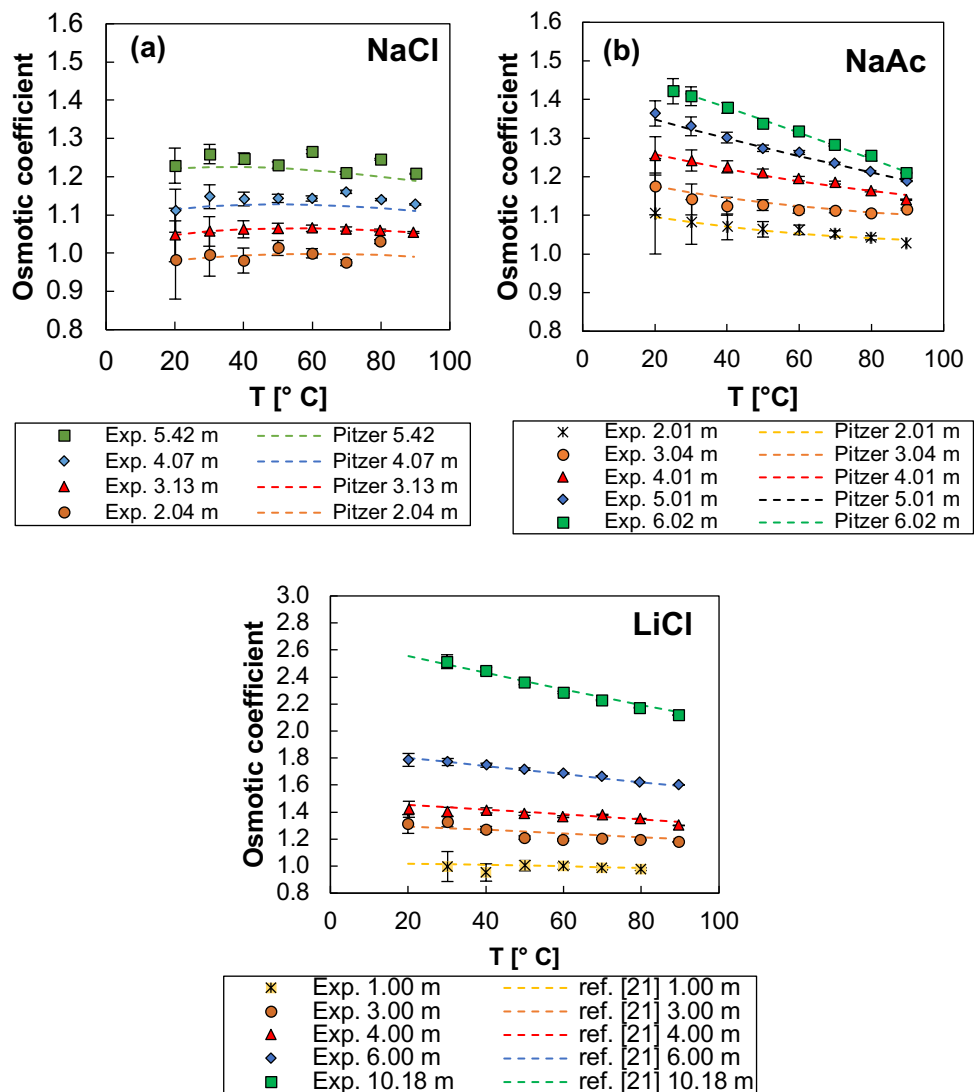 (a)
NaCl
Osmotic coefficient
1.6
1.5
1.4
1.3
1.2
1.1
1.0
0.9
0.8
0 20 40 60 80 100
T [° C]
Exp. 5.42 m Pitzer 5.42
Exp. 4.07 m Pitzer 4.07 m
Exp. 3.13 m Pitzer 3.13 m
Exp. 2.04 m Pitzer 2.04 m
(b)
NaAc
Osmotic coefficient
1.6
1.5
1.4
1.3
1.2
1.1
1.0
0.9
0.8
0 20 40 60 80 100
T [°C]
Exp. 2.01 m Pitzer 2.01 m
Exp. 3.04 m Pitzer 3.04 m
Exp. 4.01 m Pitzer 4.01 m
Exp. 5.01 m Pitzer 5.01 m
Exp. 6.02 m Pitzer 6.02 m
LiCl
Osmotic coefficient
3.0
2.8
2.6
2.4
2.2
2.0
1.8
1.6
1.4
1.2
1.0
0.8
0 20 40 60 80 100
T [° C]
Exp. 1.00 m ref. [21] 1.00 m
Exp. 3.00 m ref. [21] 3.00 m
Exp. 4.00 m ref. [21] 4.00 m
Exp. 6.00 m ref. [21] 6.00 m
Exp. 10.18 m ref. [21] 10.18 m